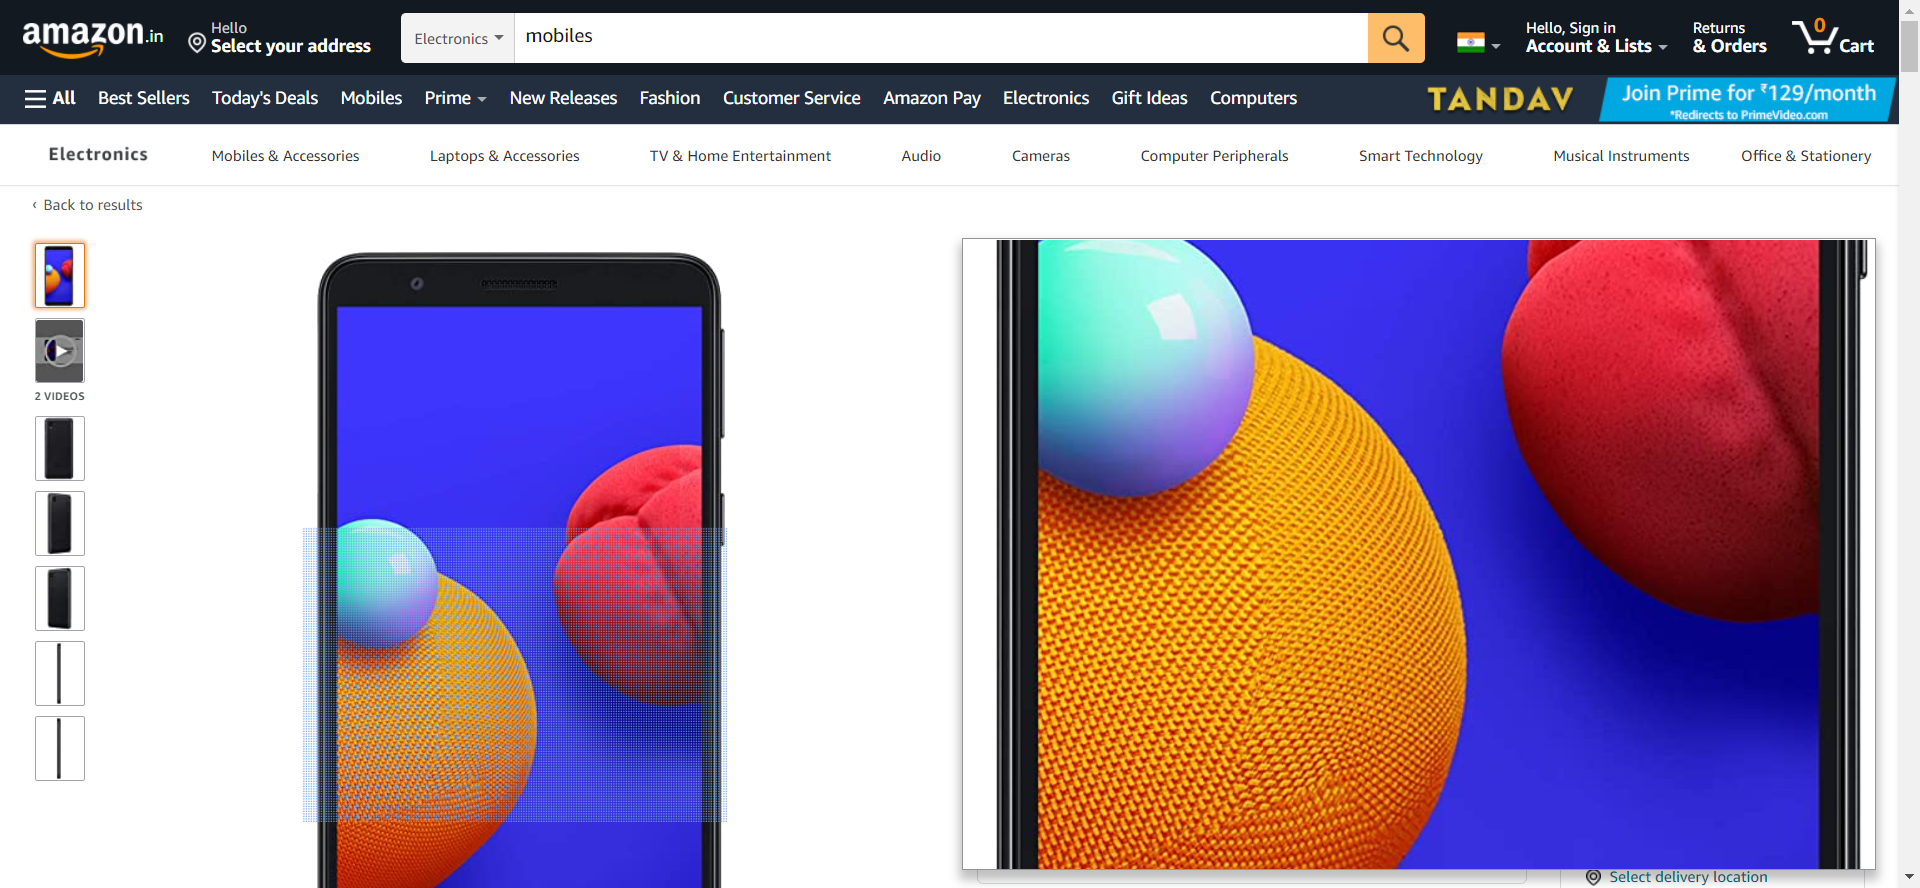 amazon.in
Hello
Select your address
Electronics
mobiles
Hello, Sign in
Account & Lists
Returns
& Orders
0
Cart
All
Best Sellers
Today's Deals
Mobiles
Prime
New Releases
Fashion
Customer Service
Amazon Pay
Electronics
Gift Ideas
Computers
TANDAV
Join Prime for ₹129/month
*Redirects to PrimeVideo.com
Electronics
Mobiles & Accessories
Laptops & Accessories
TV & Home Entertainment
Audio
Cameras
Computer Peripherals
Smart Technology
Musical Instruments
Office & Stationery
‹ Back to results
2 VIDEOS
Select delivery location